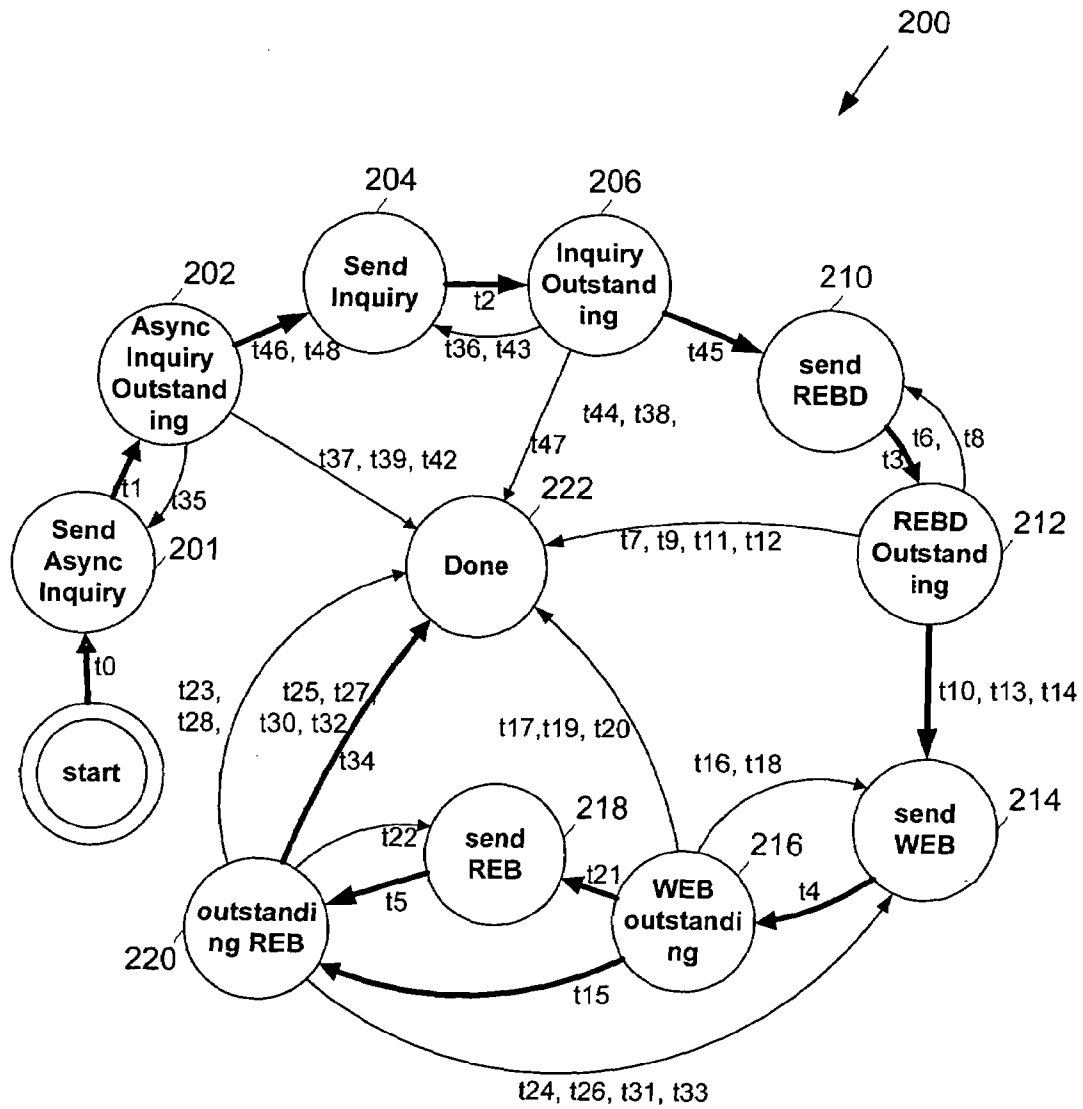 200
204
206
202
210
Send
Inquiry
Inquiry
Outstand
ing
t2
Async
Inquiry
Outstand
ing
t46, t48
t36, t43
t45
send
REBD
t44, t38,
t47
t6,
t8
t3
t37, t39, t42
t1
t35
222
212
Send
Async
Inquiry
201
Done
t7, t9, t11, t12
REBD
Outstand
ing
t0
t23,
t28,
t25, t27,
t30, t32
t34
t10, t13, t14
start
t17,t19, t20
t16, t18
218
send
REB
t22
t21
t5
216
send
WEB
214
t4
WEB
outstandi
ng
outstandi
ng REB
220
t15
t24, t26, t31, t33